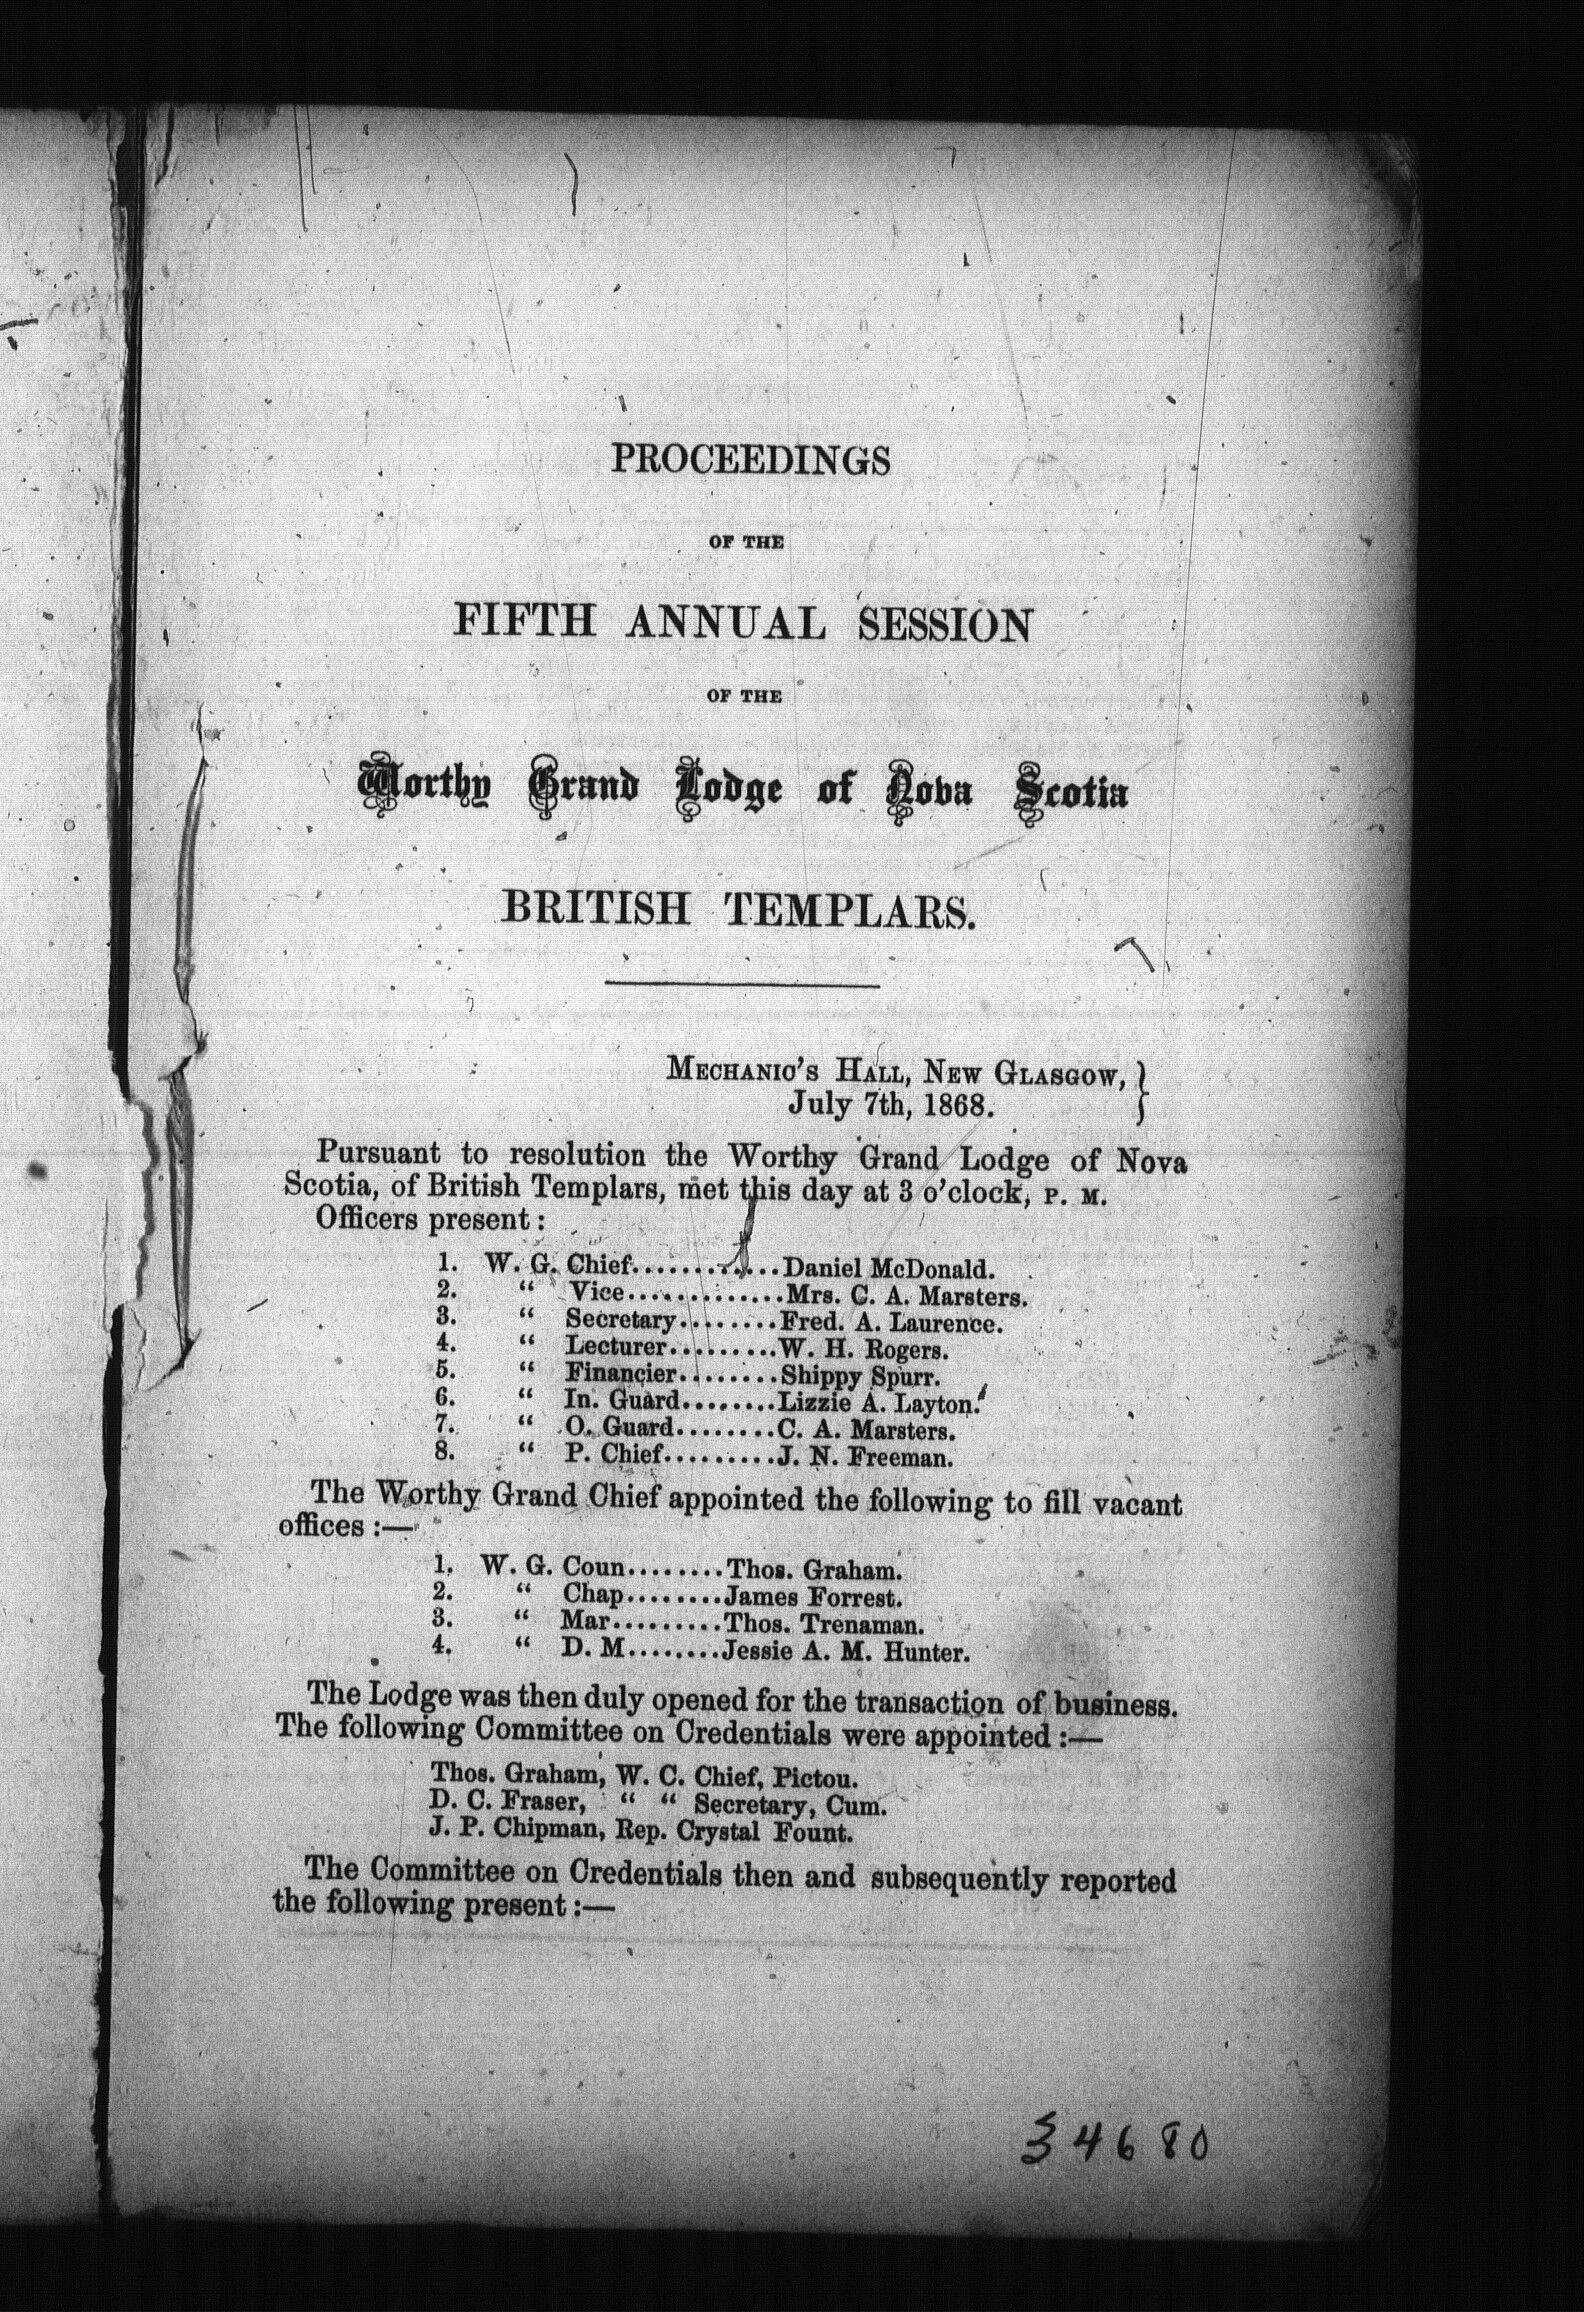 PROCEEDINGS
OF THE
FIFTH ANNUAL SESSION
OF THE
Worthy Grand Lodge of Nova Scotia
BRITISH TEMPLARS.
MECHANIC'S HALL, NEW GLASGOW, }
July 7th, 1868.
Pursuant to resolution the Worthy Grand Lodge of Nova
Scotia, of British Templars, met this day at 3 o'clock, P. M.
Officers present :
1. W. G. Chief............Daniel McDonald.
2. " Vice.............Mrs. C. A. Marsters.
3. " Secretary........Fred. A. Laurence.
4. " Lecturer.........W. H. Rogers.
5. " Financier........Shippy Spurr.
6. " In. Guard........Lizzie A. Layton.
7. " O. Guard........C. A. Marsters.
8. " P. Chief.........J. N. Freeman.
The Worthy Grand Chief appointed the following to fill vacant
offices :—
1. W. G. Coun........Thos. Graham.
2. " Chap........James Forrest.
3. " Mar.........Thos. Trenaman.
4. " D. M........Jessie A. M. Hunter.
The Lodge was then duly opened for the transaction of business.
The following Committee on Credentials were appointed :—
Thos. Graham, W. C. Chief, Pictou.
D. C. Fraser, " " Secretary, Cum.
J. P. Chipman, Rep. Crystal Fount.
The Committee on Credentials then and subsequently reported
the following present :—
34680